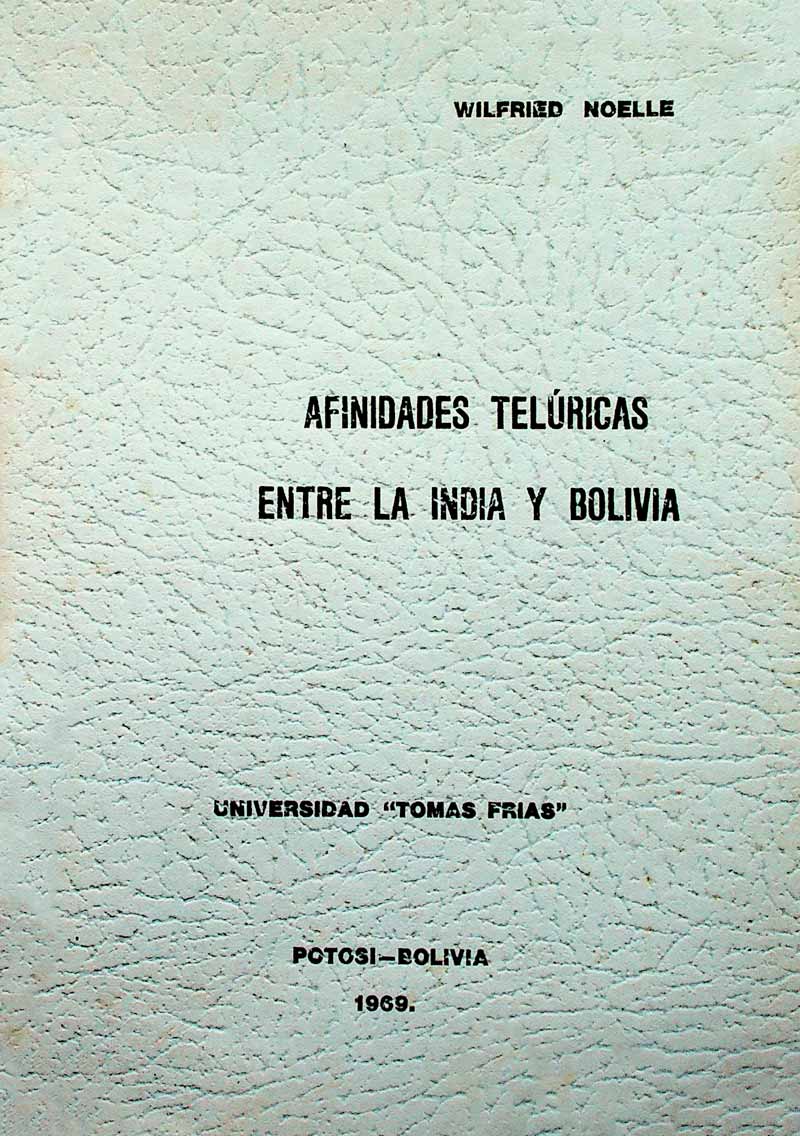 WILFRIED NOELLE
AFINIDADES TELÚRICAS
ENTRE LA INDIA Y BOLIVIA
UNIVERSIDAD “TOMAS FRIAS”
POTOSI—BOLIVIA
1969.